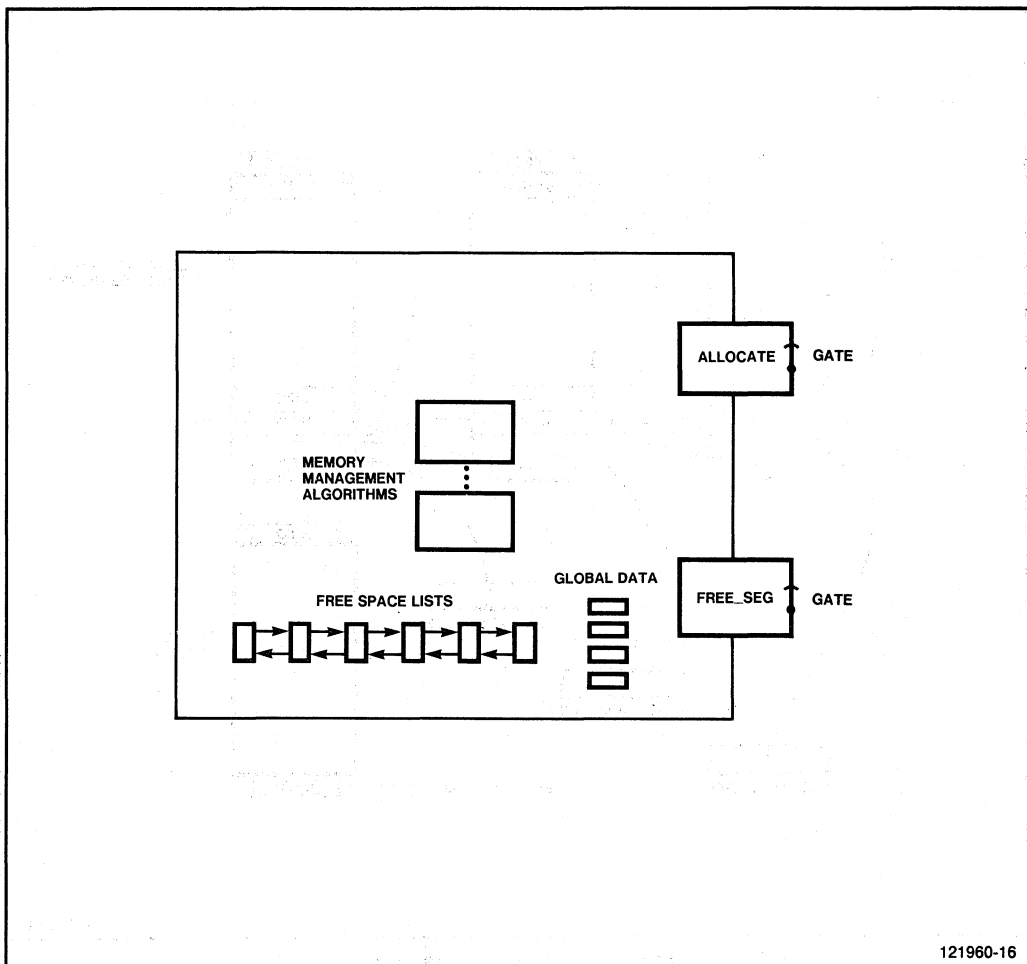 ALLOCATE
GATE
MEMORY
MANAGEMENT
ALGORITHMS
GLOBAL DATA
FREE SPACE LISTS
FREE_SEG
GATE
121960-16